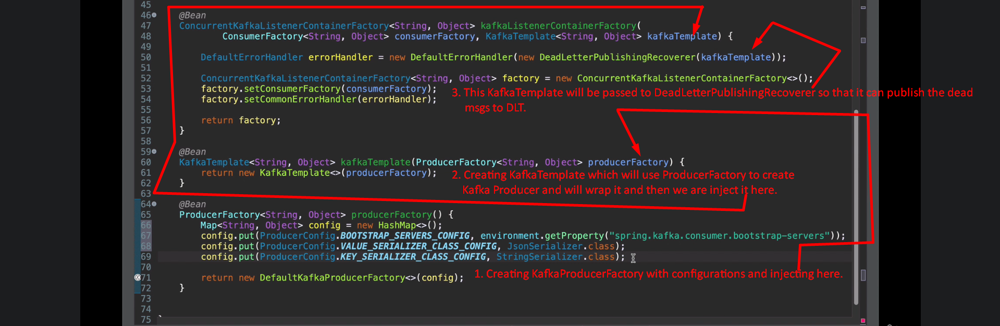 45
46 @Bean
47 ConcurrentKafkaListenerContainerFactory<String, Object> kafkaListenerContainerFactory(
48 ConsumerFactory<String, Object> consumerFactory, KafkaTemplate<String, Object> kafkaTemplate) {
49
50 DefaultErrorHandler errorHandler = new DefaultErrorHandler(new DeadLetterPublishingRecoverer(kafkaTemplate));
51
52 ConcurrentKafkaListenerContainerFactory<String, Object> factory = new ConcurrentKafkaListenerContainerFactory<>();
53 factory.setConsumerFactory(consumerFactory);
3. This KafkaTemplate will be passed to DeadLetterPublishingRecoverer so that it can publish the dead
54 factory.setCommonErrorHandler(errorHandler);
msgs to DLT.
55
56 return factory;
57 }
58
59 @Bean
60 KafkaTemplate<String, Object> kafkaTemplate(ProducerFactory<String, Object> producerFactory) {
61 return new KafkaTemplate<>(producerFactory);
2. Creating KafkaTemplate which will use ProducerFactory to create
62 }
Kafka Producer and will wrap it and then we are inject it here.
63
64 @Bean
65 ProducerFactory<String, Object> producerFactory() {
66 Map<String, Object> config = new HashMap<>();
67 config.put(ProducerConfig.BOOTSTRAP_SERVERS_CONFIG, environment.getProperty("spring.kafka.consumer.bootstrap-servers"));
68 config.put(ProducerConfig.VALUE_SERIALIZER_CLASS_CONFIG, JsonSerializer.class);
69 config.put(ProducerConfig.KEY_SERIALIZER_CLASS_CONFIG, StringSerializer.class);
70
1. Creating KafkaProducerFactory with configurations and injecting here.
71 return new DefaultKafkaProducerFactory<>(config);
72 }
73
74
75